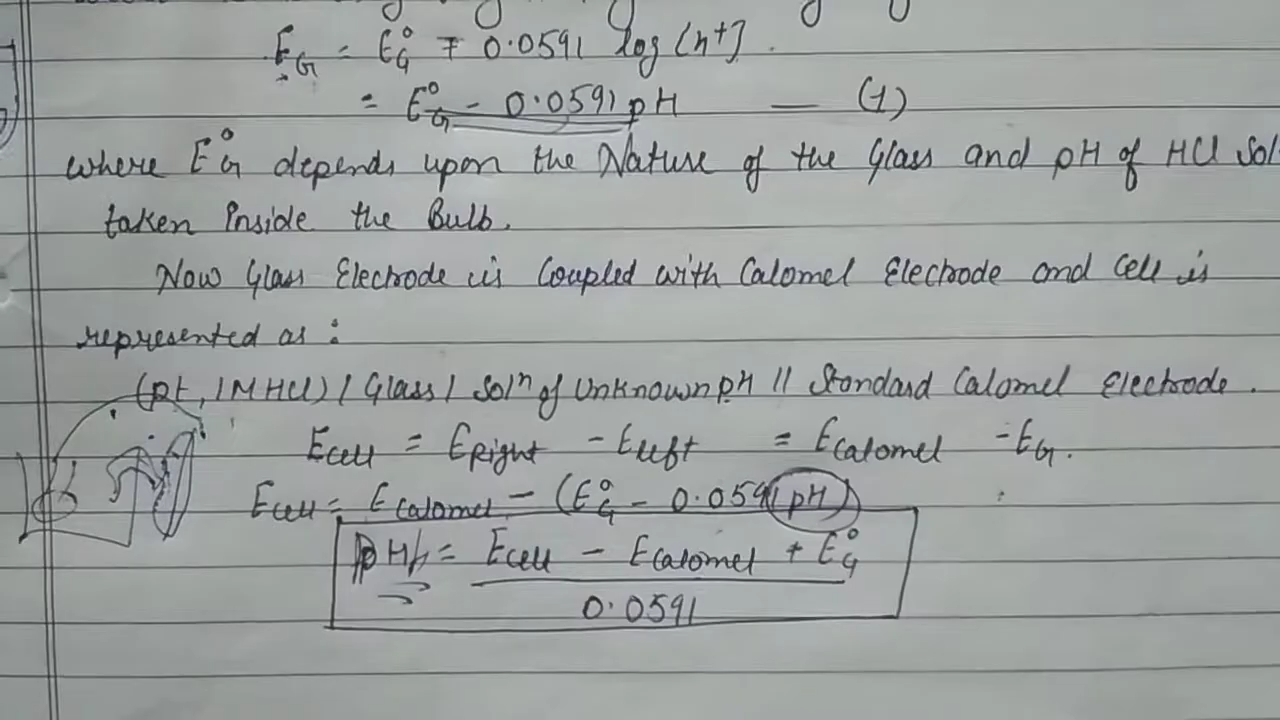 E_G = E°_G + 0.0591 log [H+].
= E°_G - 0.0591 pH — (1)
where E°_G depends upon the Nature of the Glass and pH of HCl Sol
taken Inside the Bulb.
Now Glass Electrode is Coupled with Calomel Electrode and Cell is
represented as :
(Pt, 1M HCl) / Glass / Solⁿ of Unknown pH // Standard Calomel Electrode.
Ecell = ERight - Eleft = Ecalomel - E_G.
Ecell = Ecalomel - (E°_G - 0.0591 pH)
pH = Ecell - Ecalomel + E°_G
0.0591